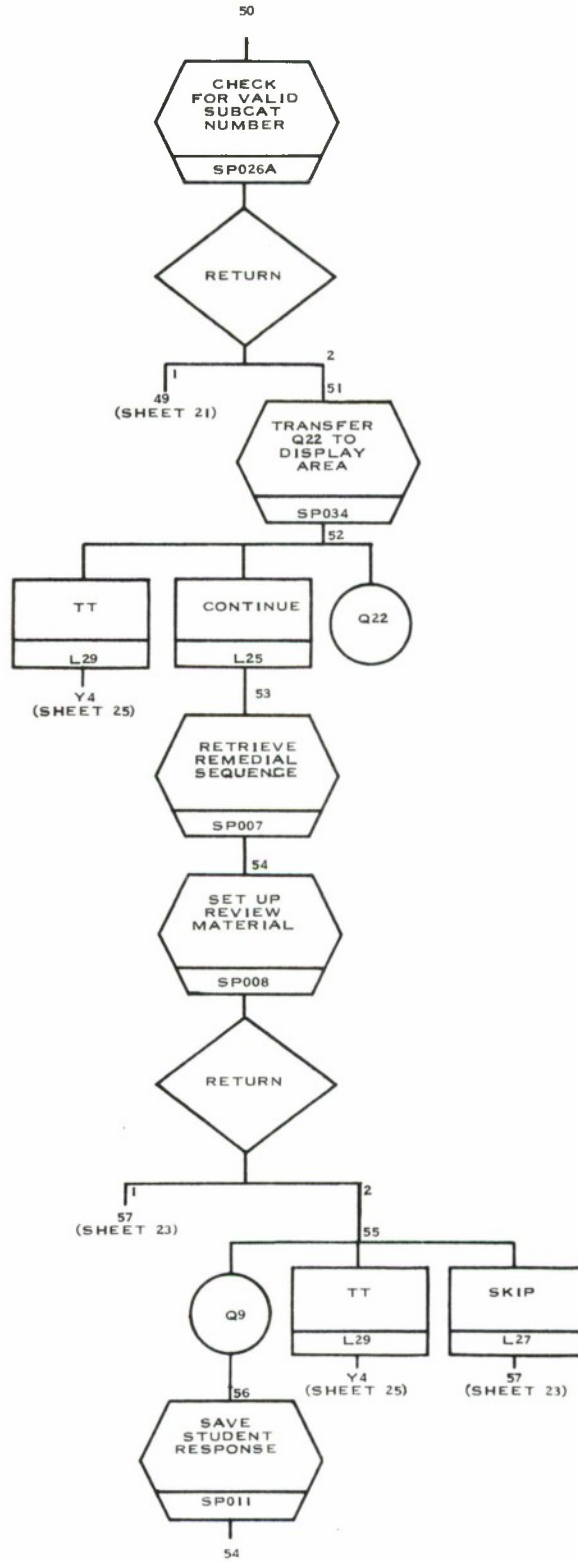 50
CHECK
FOR VALID
SUBCAT
NUMBER
SP026A
RETURN
1
2
49
(SHEET 21)
51
TRANSFER
Q22 TO
DISPLAY
AREA
SP034
52
TT
L29
Y4
(SHEET 25)
CONTINUE
L25
Q22
53
RETRIEVE
REMEDIAL
SEQUENCE
SP007
54
SET UP
REVIEW
MATERIAL
SP008
RETURN
1
2
57
(SHEET 23)
55
Q9
TT
L29
Y4
(SHEET 25)
SKIP
L27
57
(SHEET 23)
56
SAVE
STUDENT
RESPONSE
SP011
54